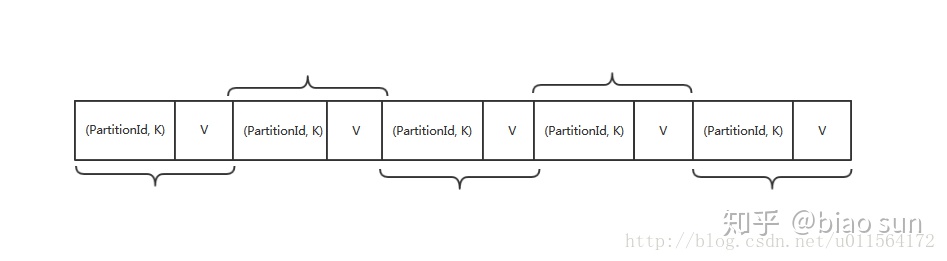 (PartitionId, K) V (PartitionId, K) V (PartitionId, K) V (PartitionId, K) V (PartitionId, K) V
知乎 @biao sun
http://blog.csdn.net/u011564172